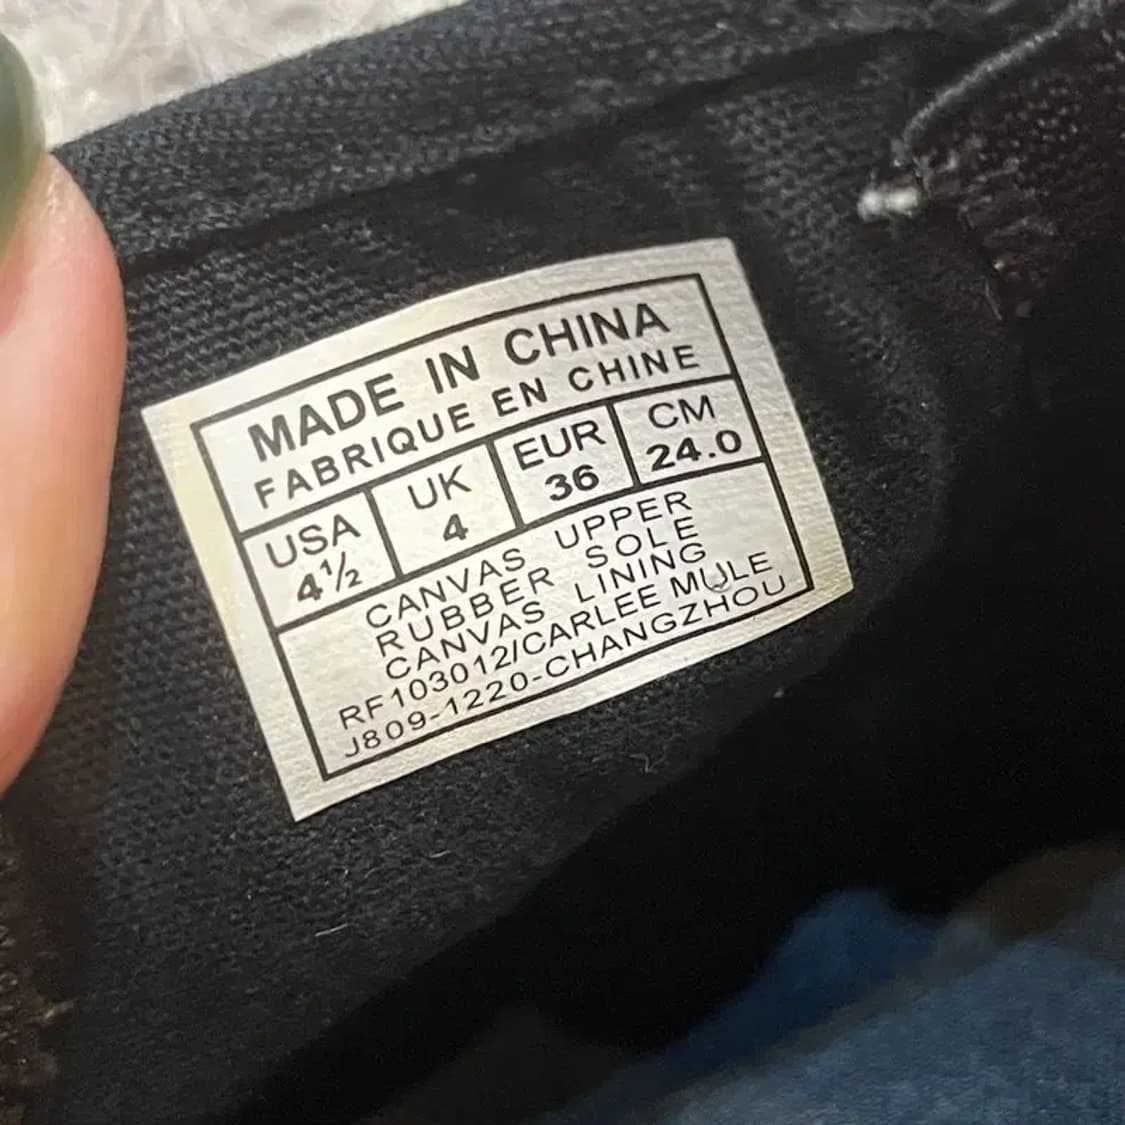 MADE IN CHINA
FABRIQUE EN CHINE
USA UK EUR CM
4½ 4 36 24.0
CANVAS UPPER
RUBBER SOLE
CANVAS LINING
RF103012/CARLEE MULE
J809-1220-CHANGZHOU